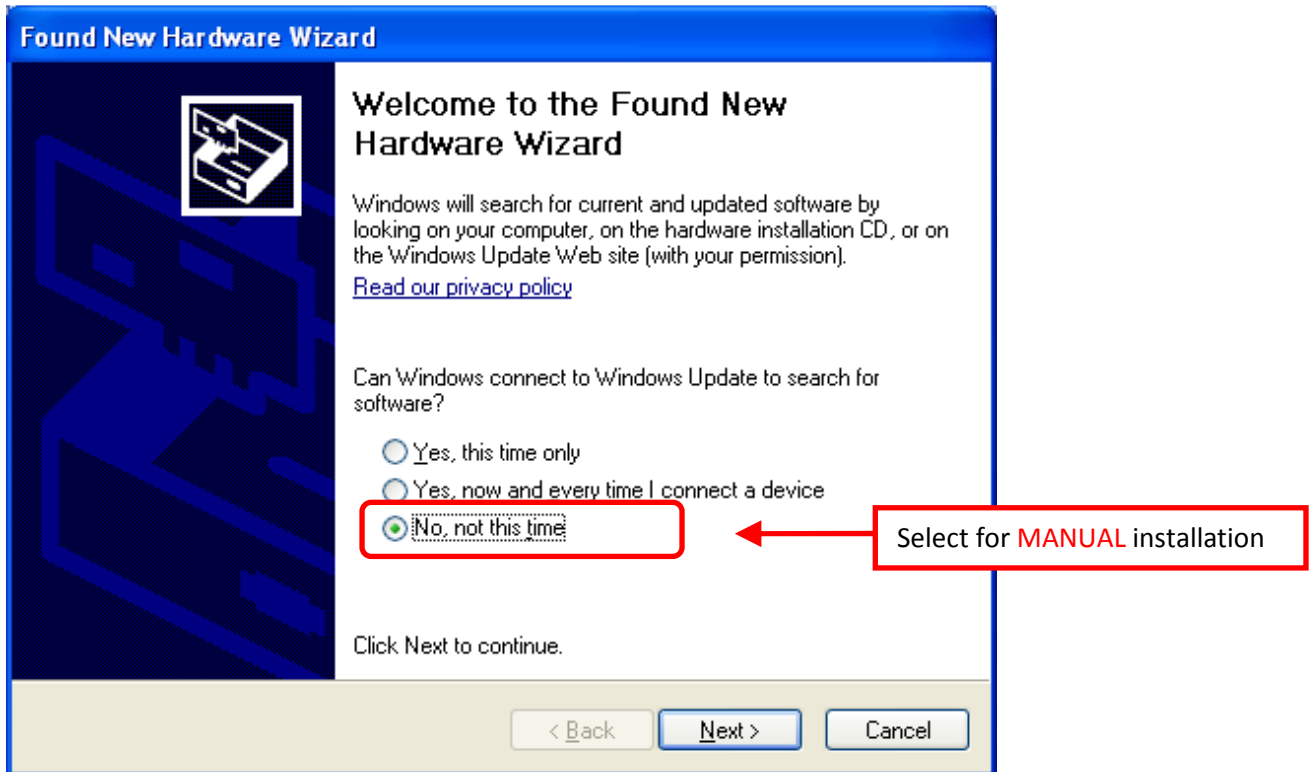 Found New Hardware Wizard
Welcome to the Found New
Hardware Wizard
Windows will search for current and updated software by
looking on your computer, on the hardware installation CD, or on
the Windows Update Web site (with your permission).
Read our privacy policy
Can Windows connect to Windows Update to search for
software?
Yes, this time only
Yes, now and every time I connect a device
No, not this time
Select for MANUAL installation
Click Next to continue.
< Back
Next >
Cancel